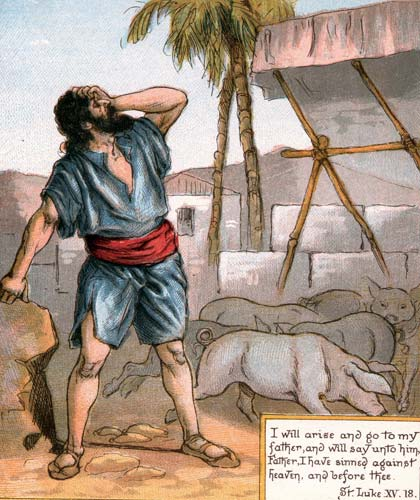 I will arise and go to my
father, and will say unto him,
Father, I have sinned against
heaven, and before thee.
St. Luke XV. 18.